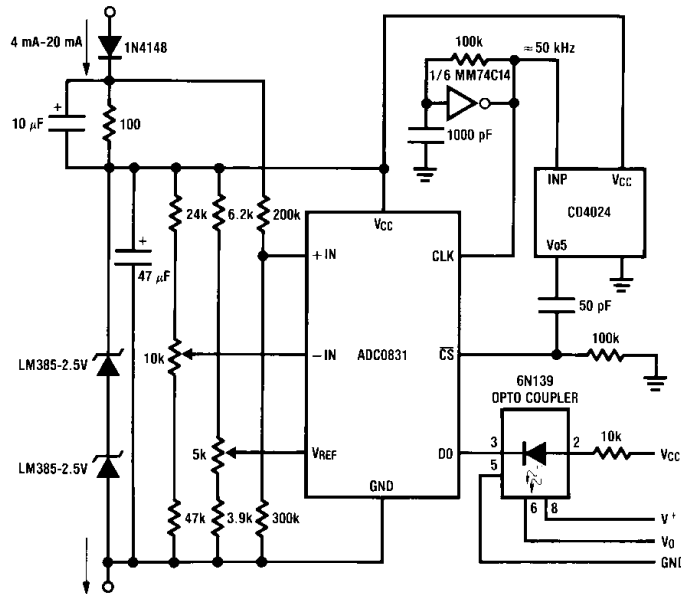 4 mA-20 mA
1N4148
100k
≈50 kHz
1/6 MM74C14
10 μF
+
100
1000 pF
INP
VCC
CD4024
VO5
24k
6.2k
200k
VCC
+
47 μF
+IN
CLK
50 pF
LM385-2.5V
10k
-IN
ADC0831
CS
100k
6N139
OPTO COUPLER
LM385-2.5V
5k
VREF
DO
3
2
10k
VCC
5
GND
47k
3.9k
300k
6
8
V+
VO
GND